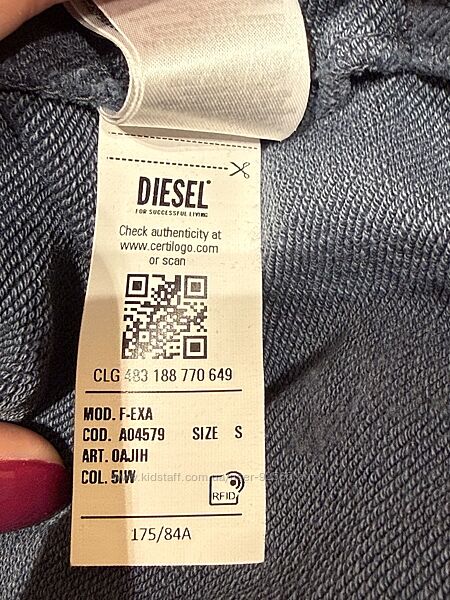 DIESEL
FOR SUCCESSFUL LIVING
Check authenticity at
www.certilogo.com
or scan
CLG 483 188 770 649
MOD. F-EXA
COD. A04579 SIZE S
ART. 0AJIH
COL. 5IW
RFID
175/84A